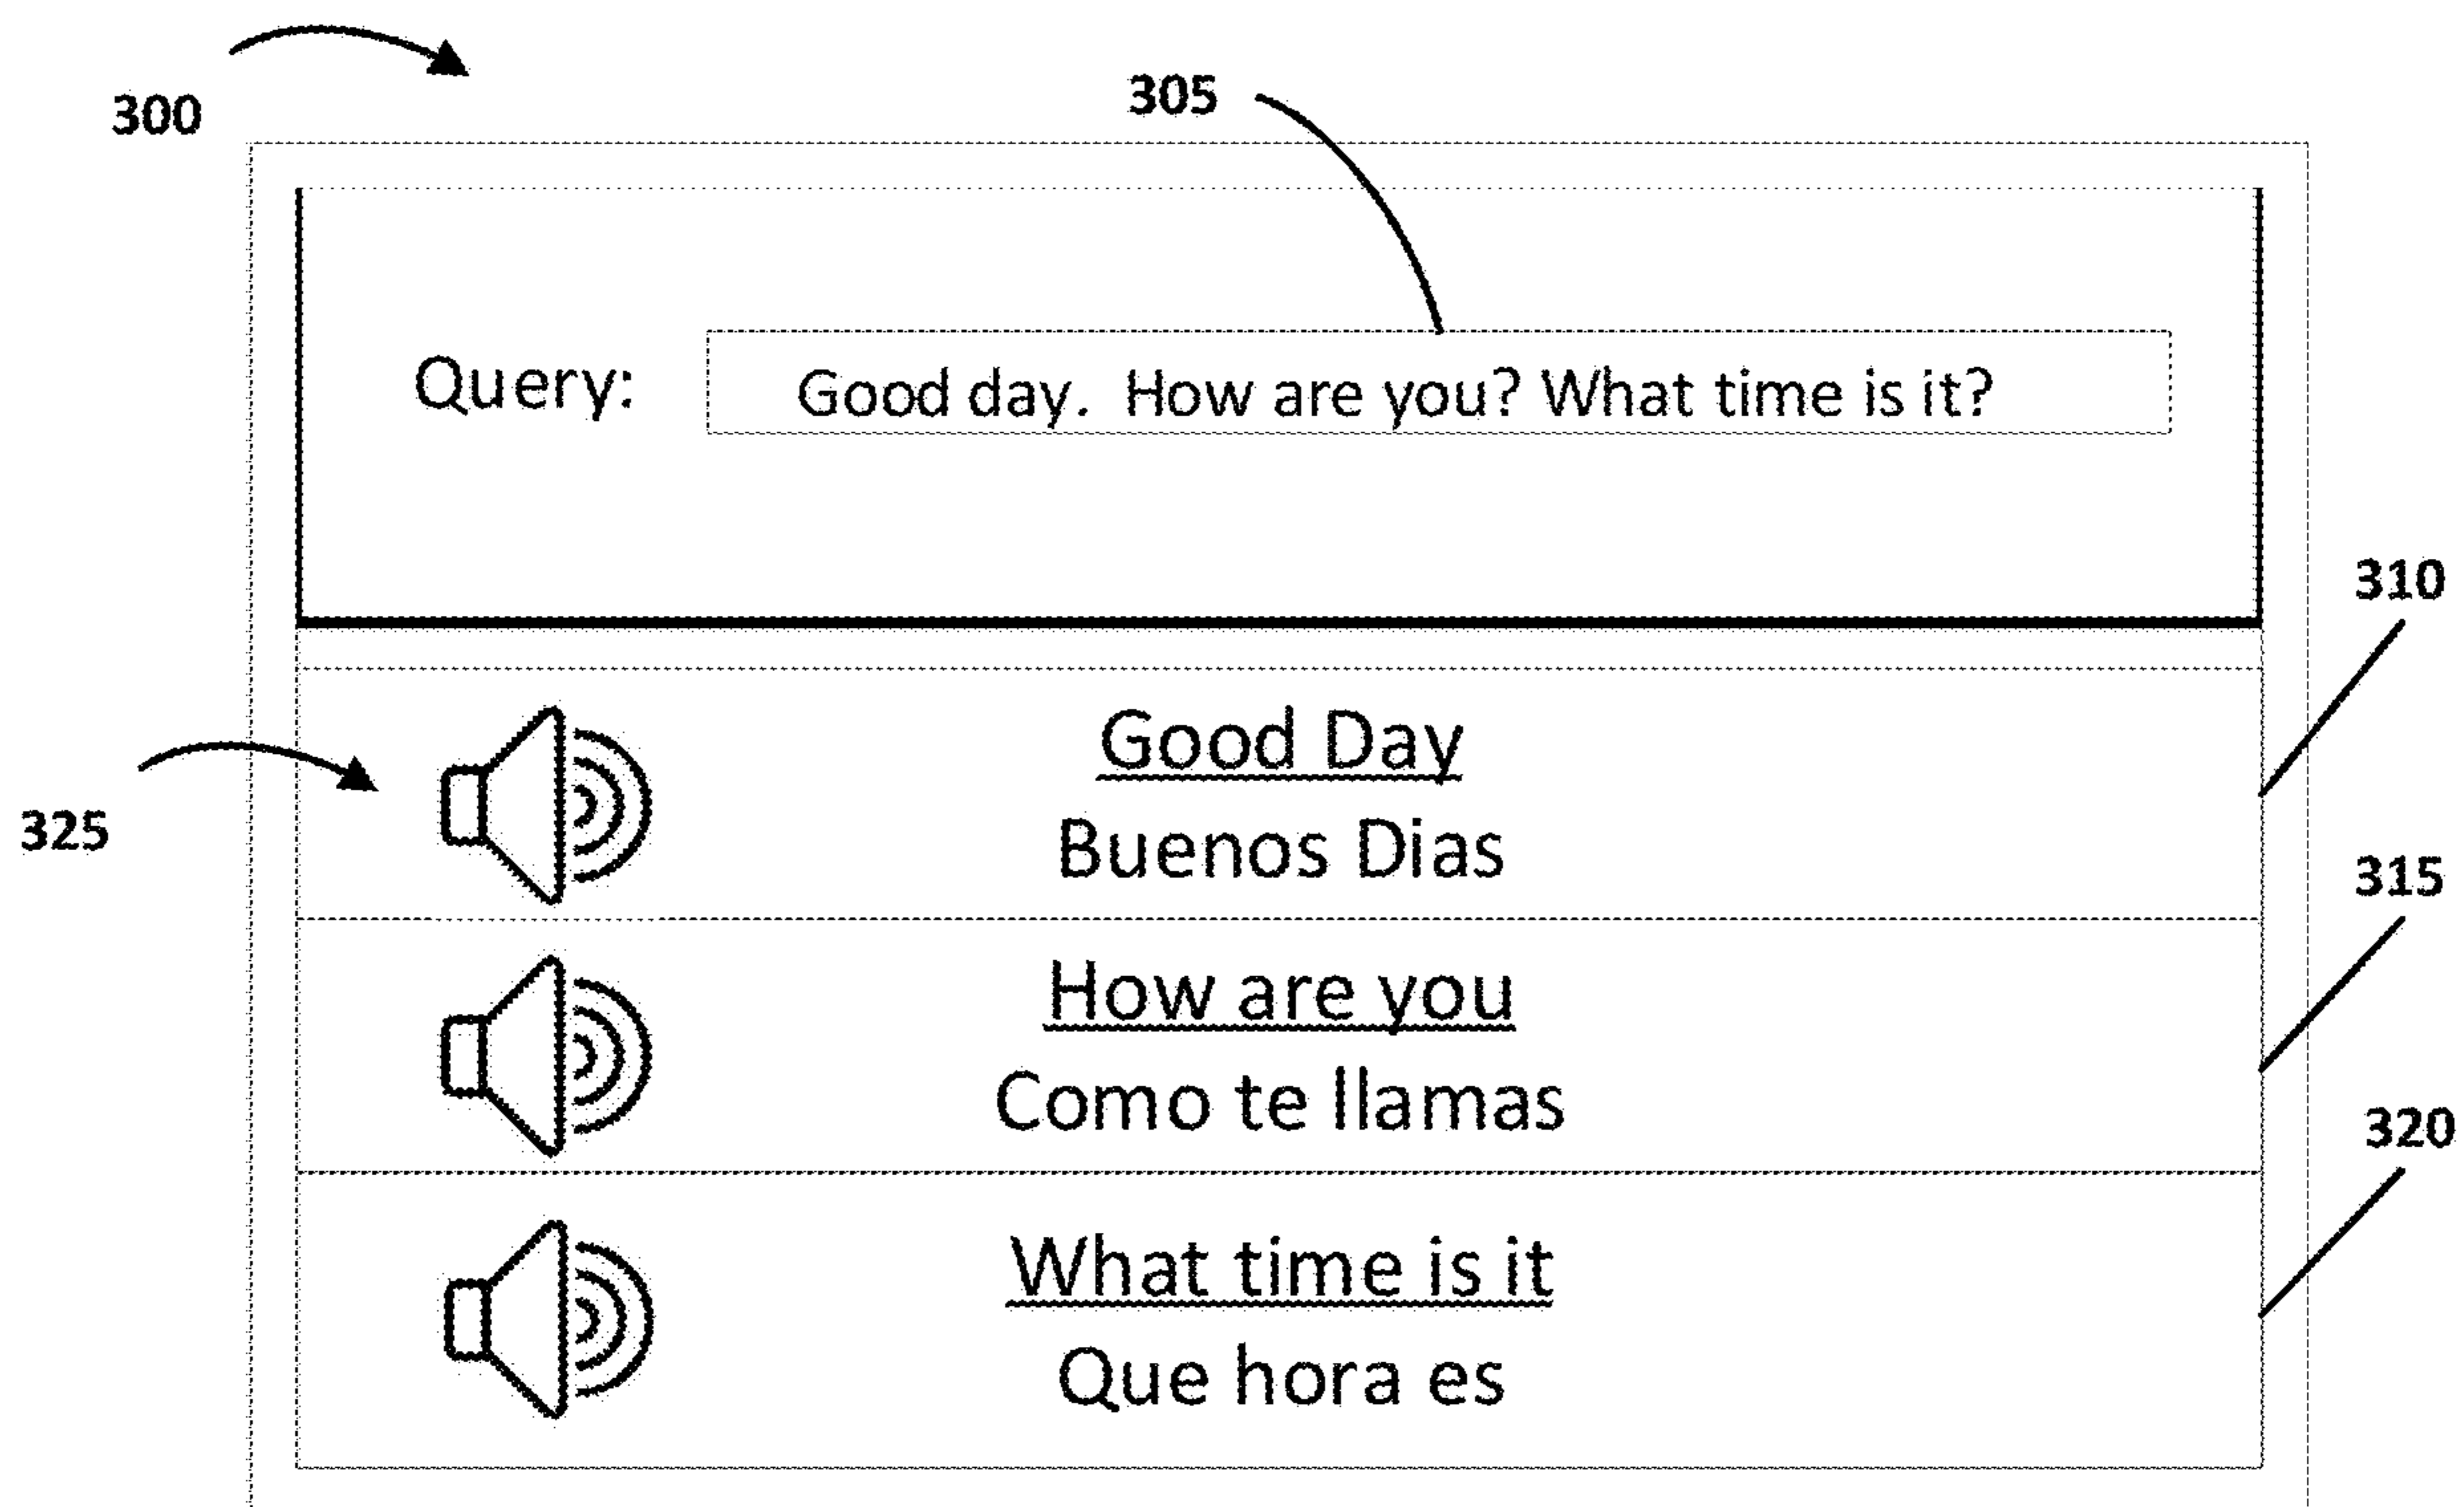 300
305
Query: Good day. How are you? What time is it?
310
325
Good Day
Buenos Dias
315
How are you
Como te llamas
320
What time is it
Que hora es